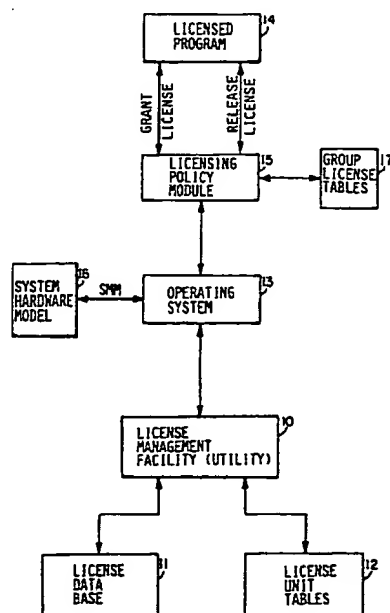 LICENSED
PROGRAM
14
GRANT
LICENSE
RELEASE
LICENSE
LICENSING
POLICY
MODULE
15
GROUP
LICENSE
TABLES
17
SYSTEM
HARDWARE
MODEL
16
SMM
OPERATING
SYSTEM
13
LICENSE
MANAGEMENT
FACILITY (UTILITY)
10
LICENSE
DATA
BASE
11
LICENSE
UNIT
TABLES
12